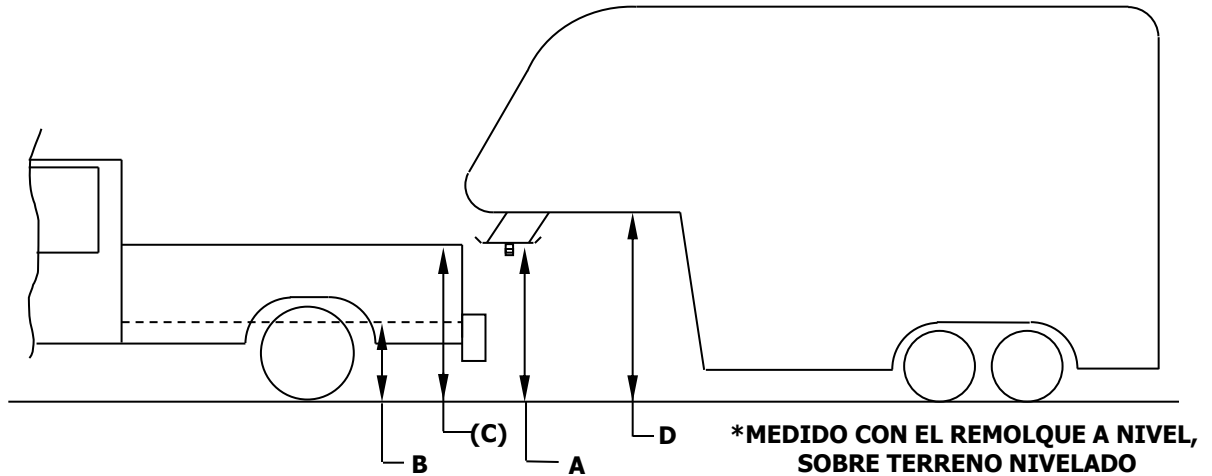 (C)
D
B
A
*MEDIDO CON EL REMOLQUE A NIVEL,
SOBRE TERRENO NIVELADO